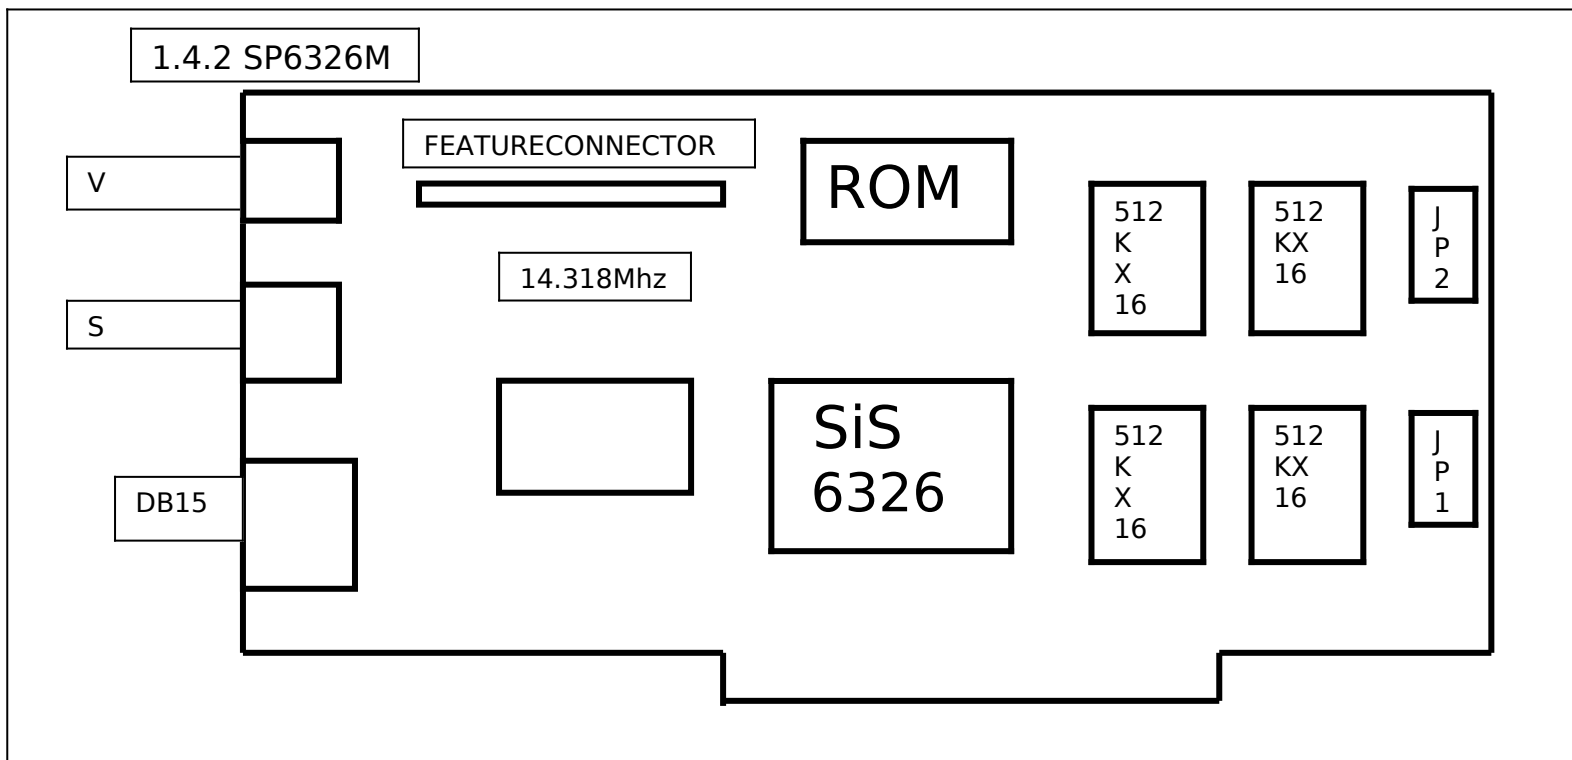 1.4.2 SP6326M
FEATURECONNECTOR
ROM
V
512
K
X
16
512
KX
16
J
P
2
14.318Mhz
S
SiS
6326
512
K
X
16
512
KX
16
J
P
1
DB15